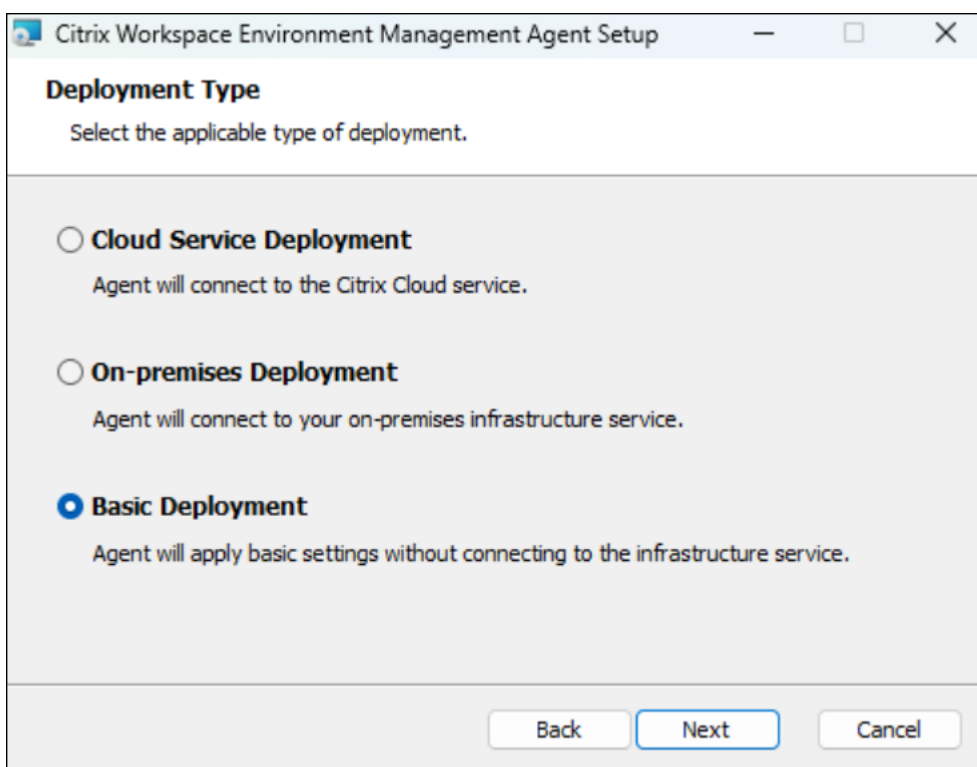 Citrix Workspace Environment Management Agent Setup
Deployment Type
Select the applicable type of deployment.
Cloud Service Deployment
Agent will connect to the Citrix Cloud service.
On-premises Deployment
Agent will connect to your on-premises infrastructure service.
Basic Deployment
Agent will apply basic settings without connecting to the infrastructure service.
Back Next Cancel